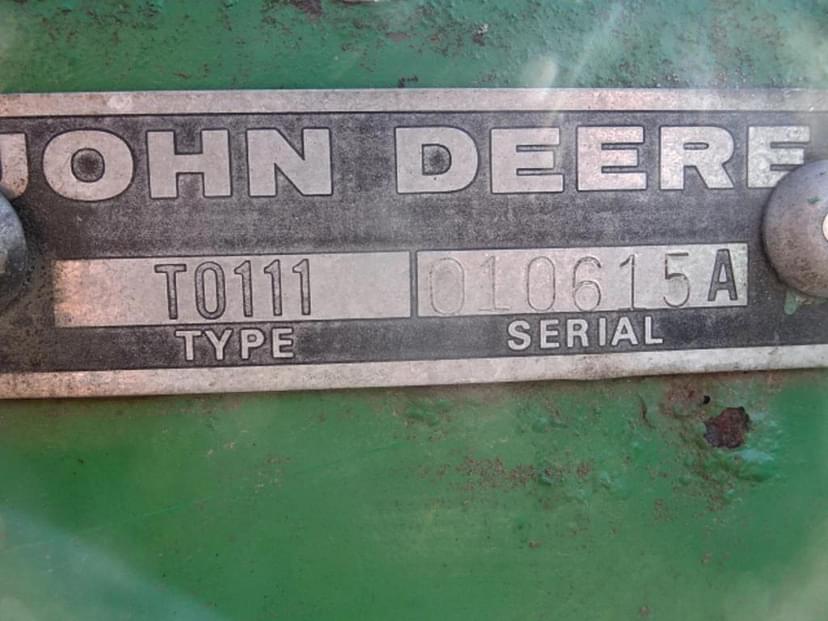 JOHN DEERE
T0111 010615A
TYPE SERIAL